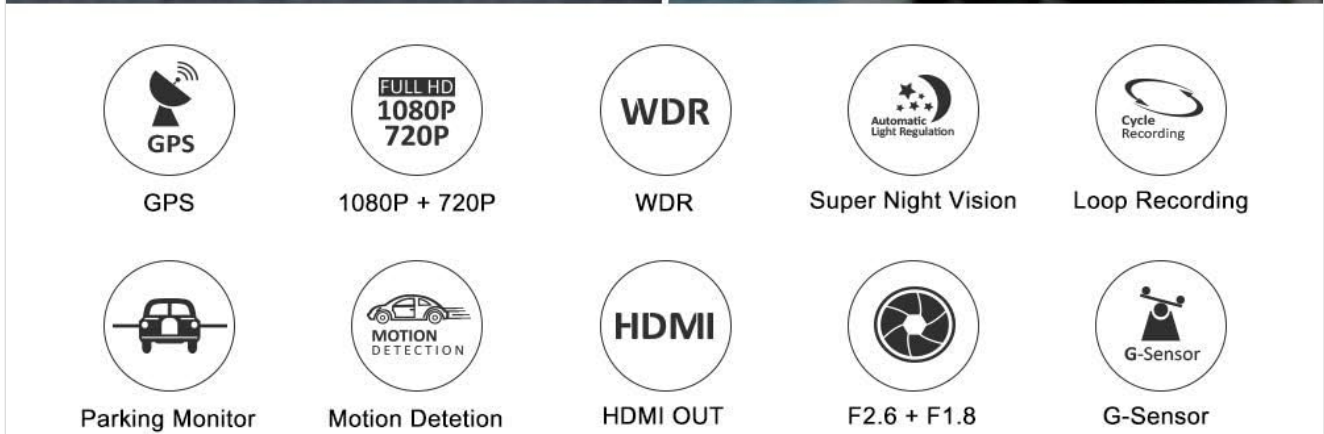 GPS
FULL HD
1080P
720P
WDR
Automatic
Light Regulation
Cycle
Recording
GPS
1080P + 720P
WDR
Super Night Vision
Loop Recording
MOTION
DETECTION
HDMI
G-Sensor
Parking Monitor
Motion Detetion
HDMI OUT
F2.6 + F1.8
G-Sensor